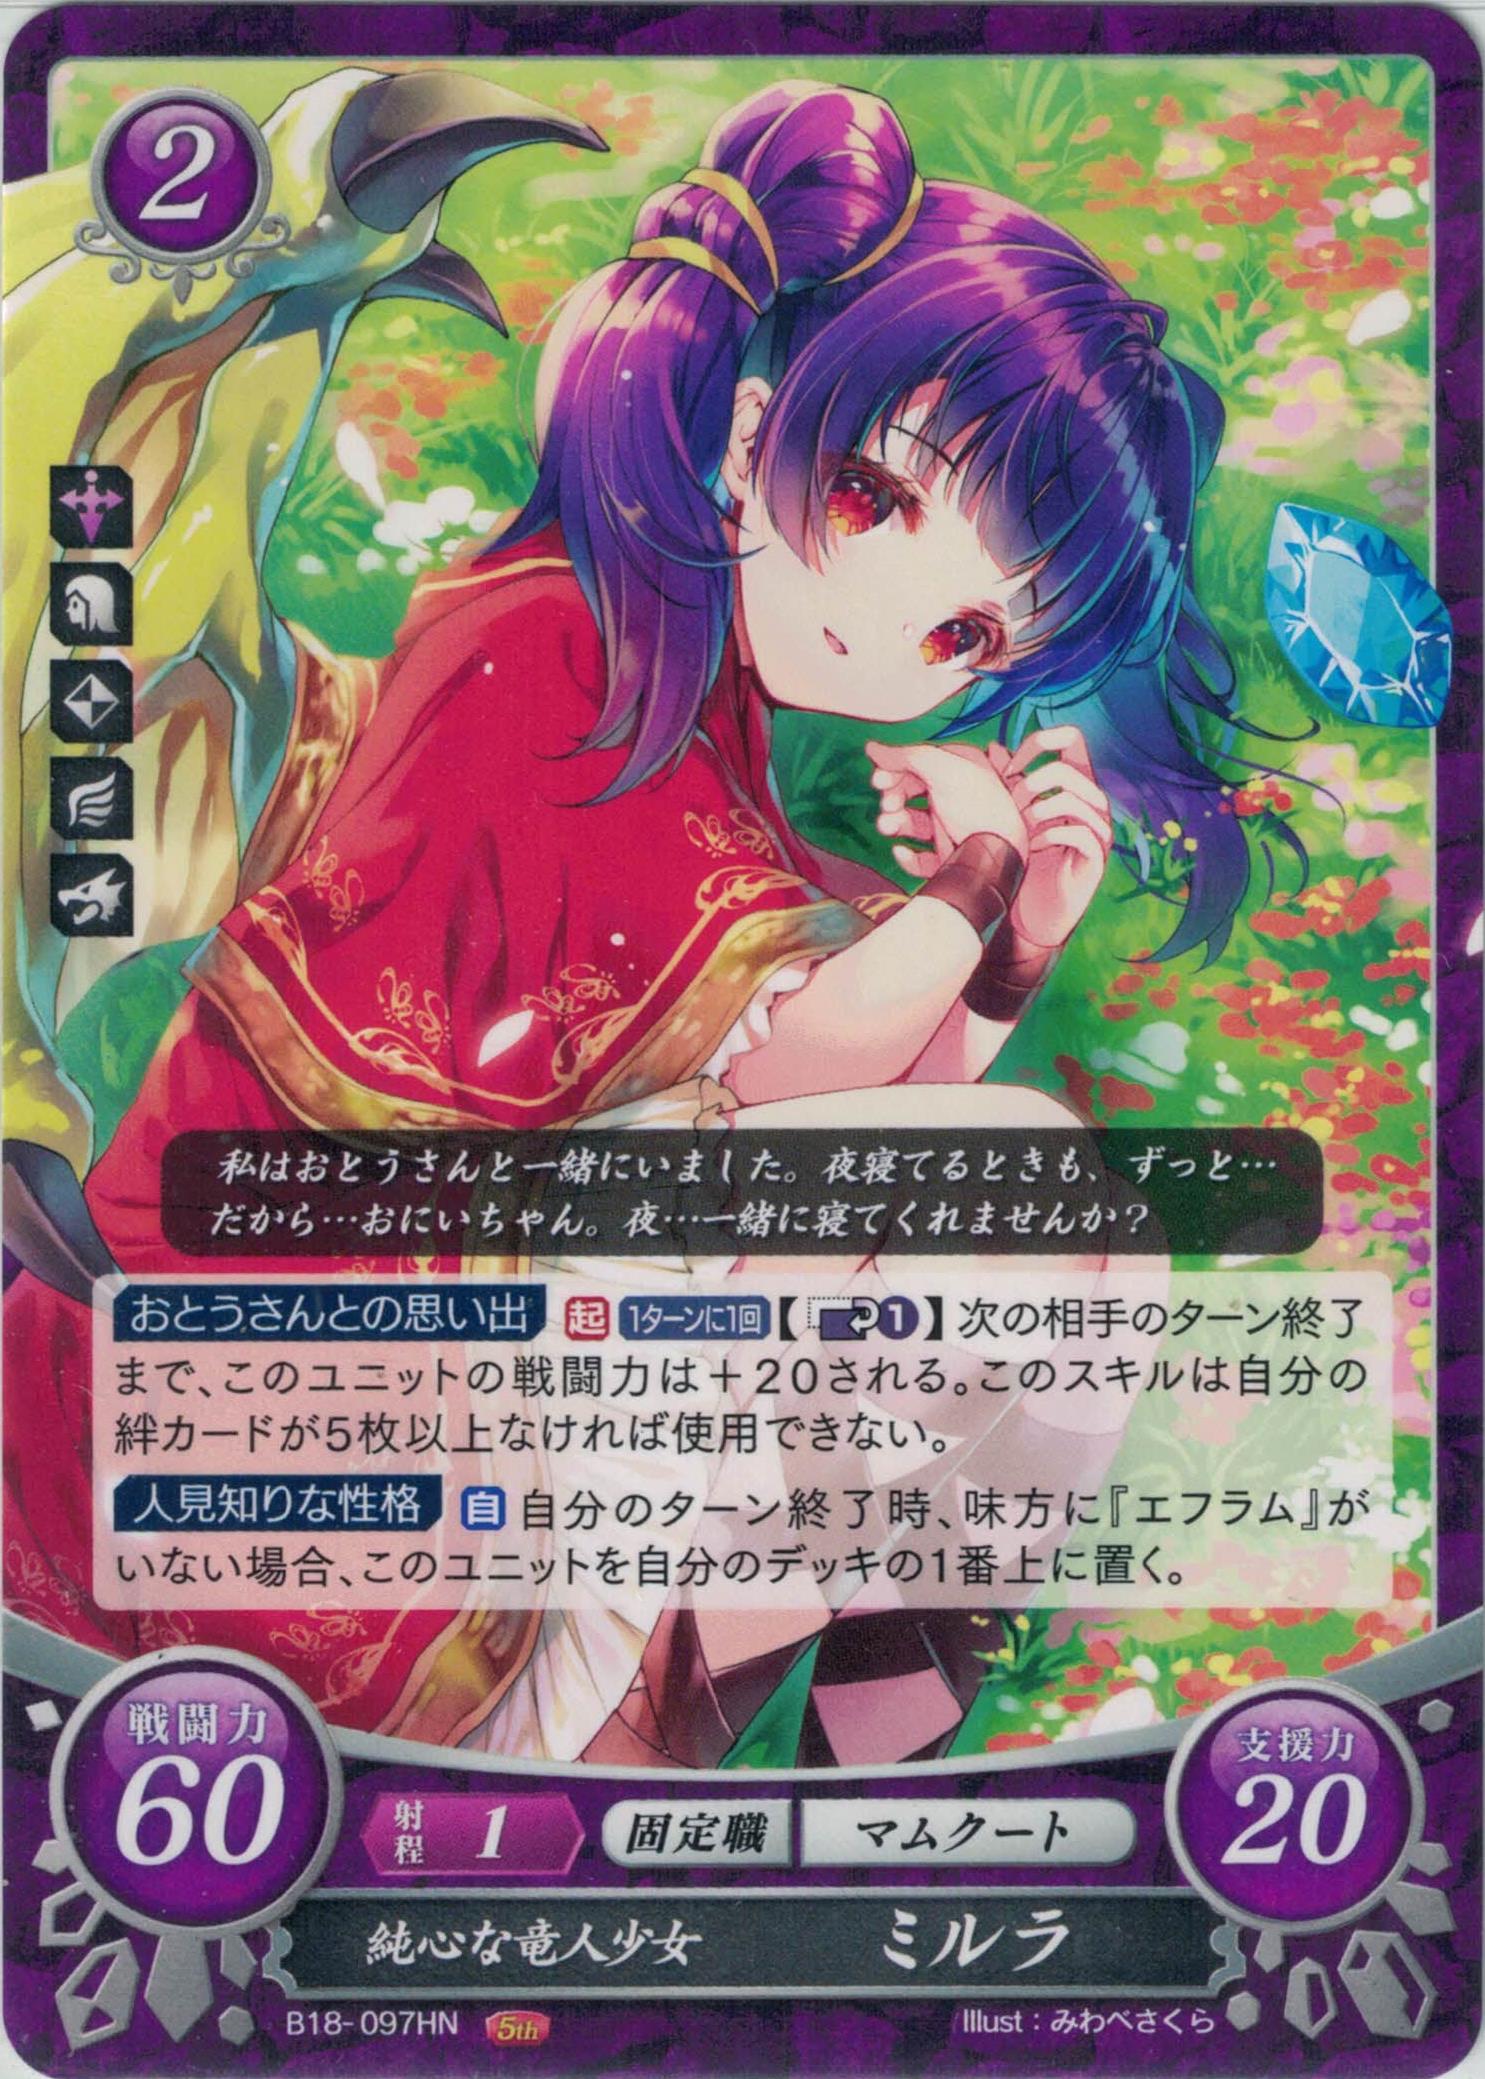 2
私はおとうさんと一緒にいました。夜寝てるときも、ずっと…
だから…おにいちゃん。夜…一緒に寝てくれませんか？
おとうさんとの思い出 起 1ターンに1回【1】次の相手のターン終了
まで、このユニットの戦闘力は＋20される。このスキルは自分の
絆カードが5枚以上なければ使用できない。
人見知りな性格 自 自分のターン終了時、味方に『エフラム』が
いない場合、このユニットを自分のデッキの1番上に置く。
戦闘力
60
射程 1
固定職 マムクート
支援力
20
純心な竜人少女 ミルラ
B18-097HN 5th
Illust：みわべさくら